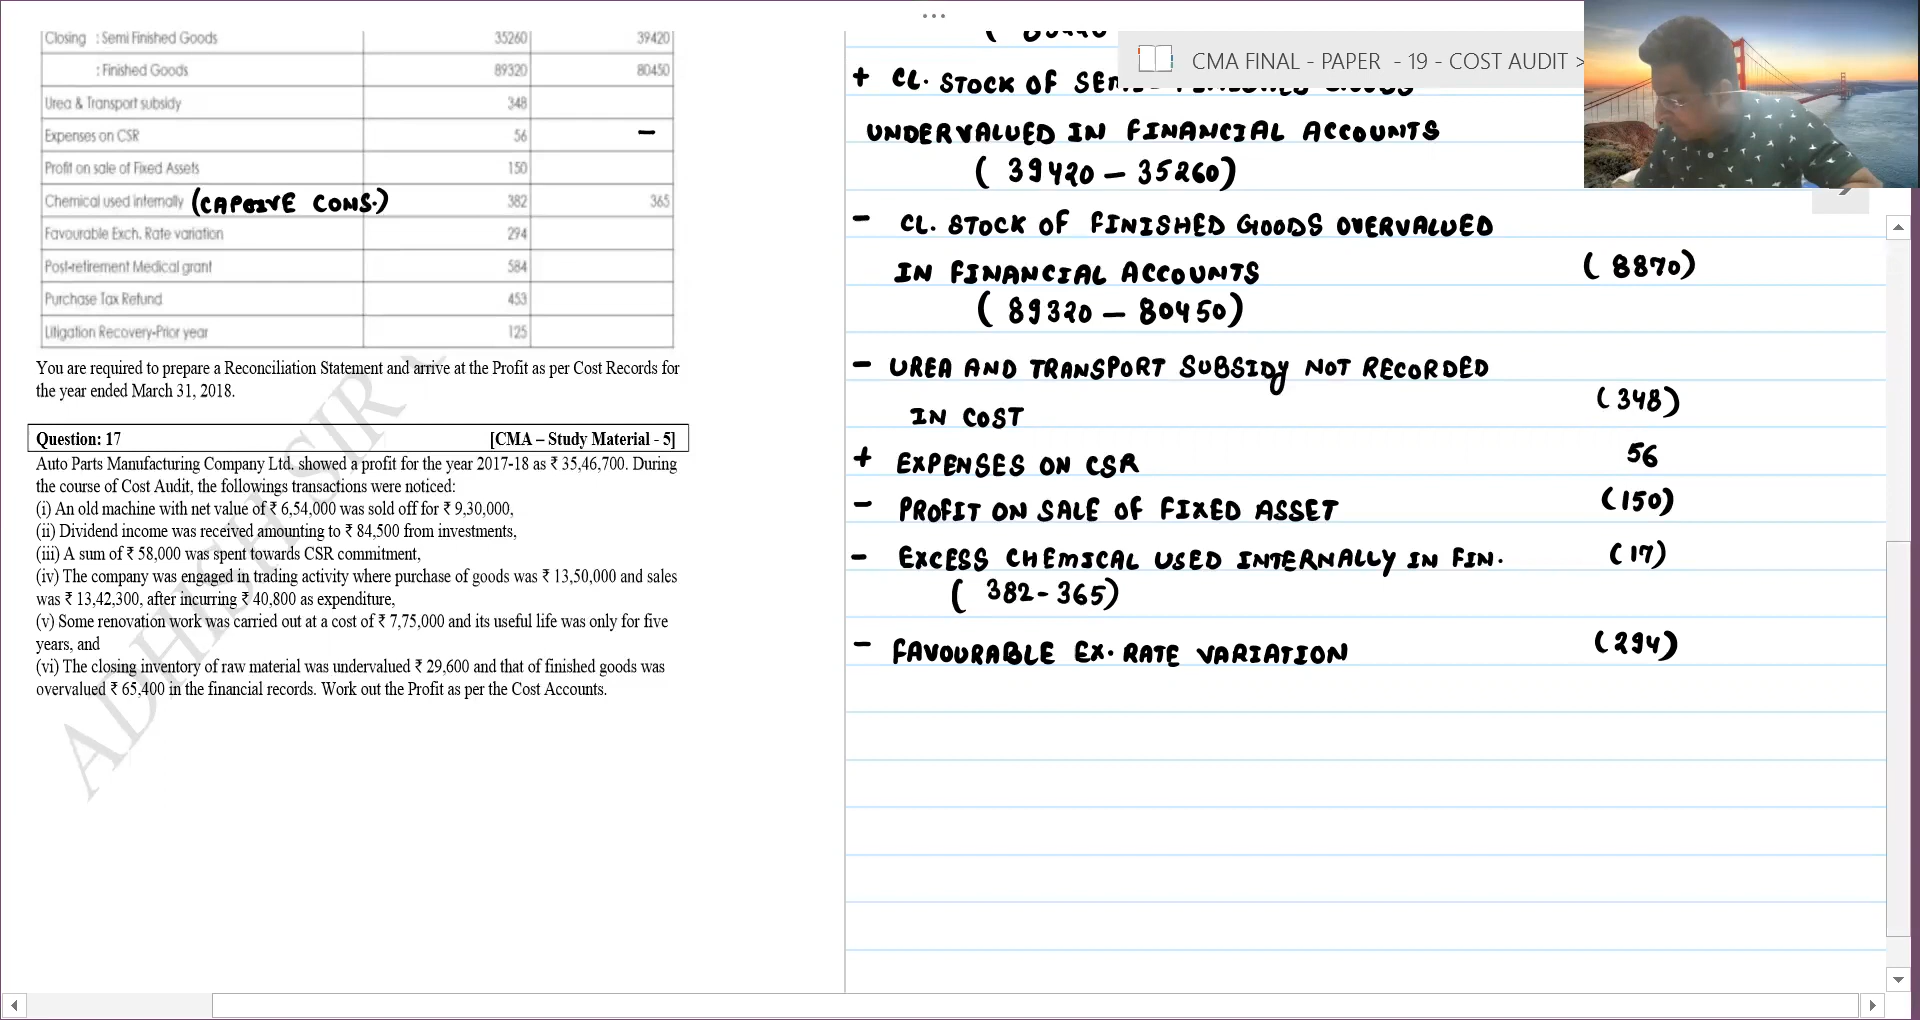 Closing : Semi Finished Goods 35260 39420
: Finished Goods 89320 80450
Urea & Transport subsidy 348
Expenses on CSR 56 –
Profit on sale of Fixed Assets 150
Chemical used internally (CAPTIVE CONS.) 382 365
Favourable Exch. Rate variation 294
Post-retirement Medical grant 584
Purchase Tax Refund 453
Litigation Recovery-Prior year 125
You are required to prepare a Reconciliation Statement and arrive at the Profit as per Cost Records for
the year ended March 31, 2018.
Question: 17 [CMA – Study Material - 5]
Auto Parts Manufacturing Company Ltd. showed a profit for the year 2017-18 as ₹ 35,46,700. During
the course of Cost Audit, the followings transactions were noticed:
(i) An old machine with net value of ₹ 6,54,000 was sold off for ₹ 9,30,000,
(ii) Dividend income was received amounting to ₹ 84,500 from investments,
(iii) A sum of ₹ 58,000 was spent towards CSR commitment,
(iv) The company was engaged in trading activity where purchase of goods was ₹ 13,50,000 and sales
was ₹ 13,42,300, after incurring ₹ 40,800 as expenditure,
(v) Some renovation work was carried out at a cost of ₹ 7,75,000 and its useful life was only for five
years, and
(vi) The closing inventory of raw material was undervalued ₹ 29,600 and that of finished goods was
overvalued ₹ 65,400 in the financial records. Work out the Profit as per the Cost Accounts.
ADHISH SIR
CMA FINAL - PAPER - 19 - COST AUDIT >
+ CL. STOCK OF
UNDERVALUED IN FINANCIAL ACCOUNTS
( 39420 – 35260)
– CL. STOCK OF FINISHED GOODS OVERVALUED
IN FINANCIAL ACCOUNTS ( 8870)
( 89320 – 80450)
– UREA AND TRANSPORT SUBSIDY NOT RECORDED
IN COST (348)
+ EXPENSES ON CSR 56
– PROFIT ON SALE OF FIXED ASSET (150)
– EXCESS CHEMICAL USED INTERNALLY IN FIN. (17)
( 382-365)
– FAVOURABLE EX. RATE VARIATION (294)